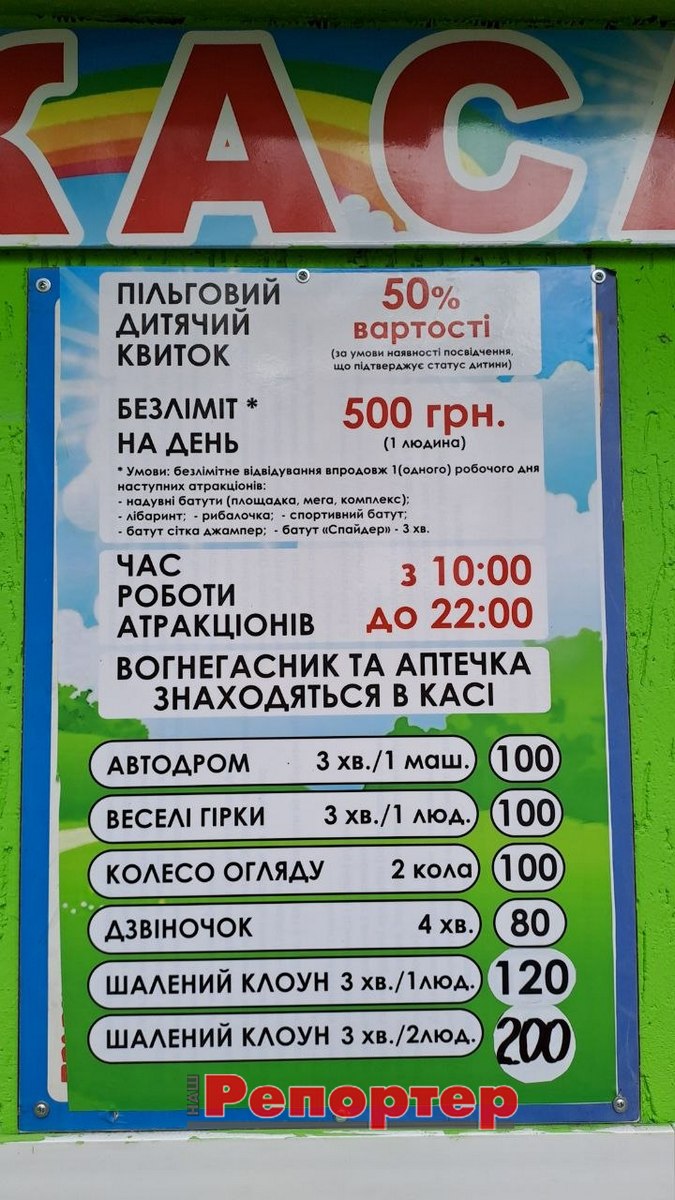 КАСА
ПІЛЬГОВИЙ
ДИТЯЧИЙ
КВИТОК
50%
вартості
(за умови наявності посвідчення,
що підтверджує статус дитини)
БЕЗЛІМІТ *
НА ДЕНЬ
500 грн.
(1 людина)
* Умови: безлімітне відвідування впродовж 1(одного) робочого дня
наступних атракціонів:
- надувні батути (площадка, мега, комплекс);
- лібаринт; - рибалочка; - спортивний батут;
- батут сітка джампер; - батут «Спайдер» - 3 хв.
ЧАС
РОБОТИ
АТРАКЦІОНІВ
з 10:00
до 22:00
ВОГНЕГАСНИК ТА АПТЕЧКА
ЗНАХОДЯТЬСЯ В КАСІ
АВТОДРОМ 3 хв./1 маш. 100
ВЕСЕЛІ ГІРКИ 3 хв./1 люд. 100
КОЛЕСО ОГЛЯДУ 2 кола 100
ДЗВІНОЧОК 4 хв. 80
ШАЛЕНИЙ КЛОУН 3 хв./1люд. 120
ШАЛЕНИЙ КЛОУН 3 хв./2люд. 200
НАШ Репортер